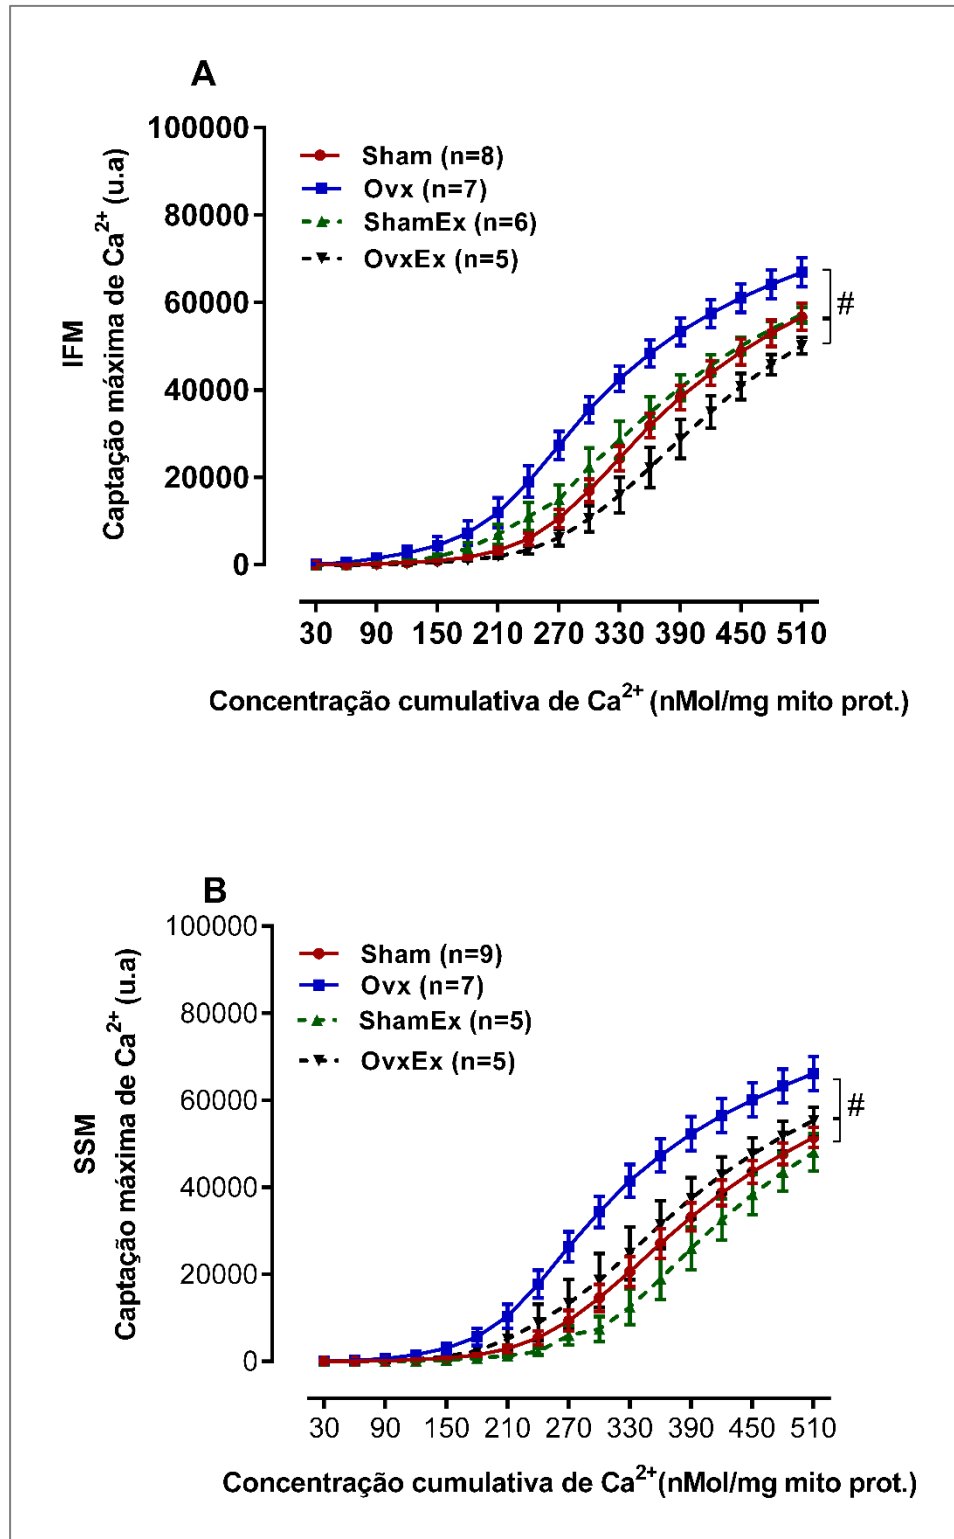 A
IFM
Captação máxima de Ca²⁺ (u.a)
100000
80000
60000
40000
20000
0
Sham (n=8)
Ovx (n=7)
ShamEx (n=6)
OvxEx (n=5)
#
30 90 150 210 270 330 390 450 510
Concentração cumulativa de Ca²⁺ (nMol/mg mito prot.)
B
SSM
Captação máxima de Ca²⁺ (u.a)
100000
80000
60000
40000
20000
0
Sham (n=9)
Ovx (n=7)
ShamEx (n=5)
OvxEx (n=5)
#
30 90 150 210 270 330 390 450 510
Concentração cumulativa de Ca²⁺(nMol/mg mito prot.)